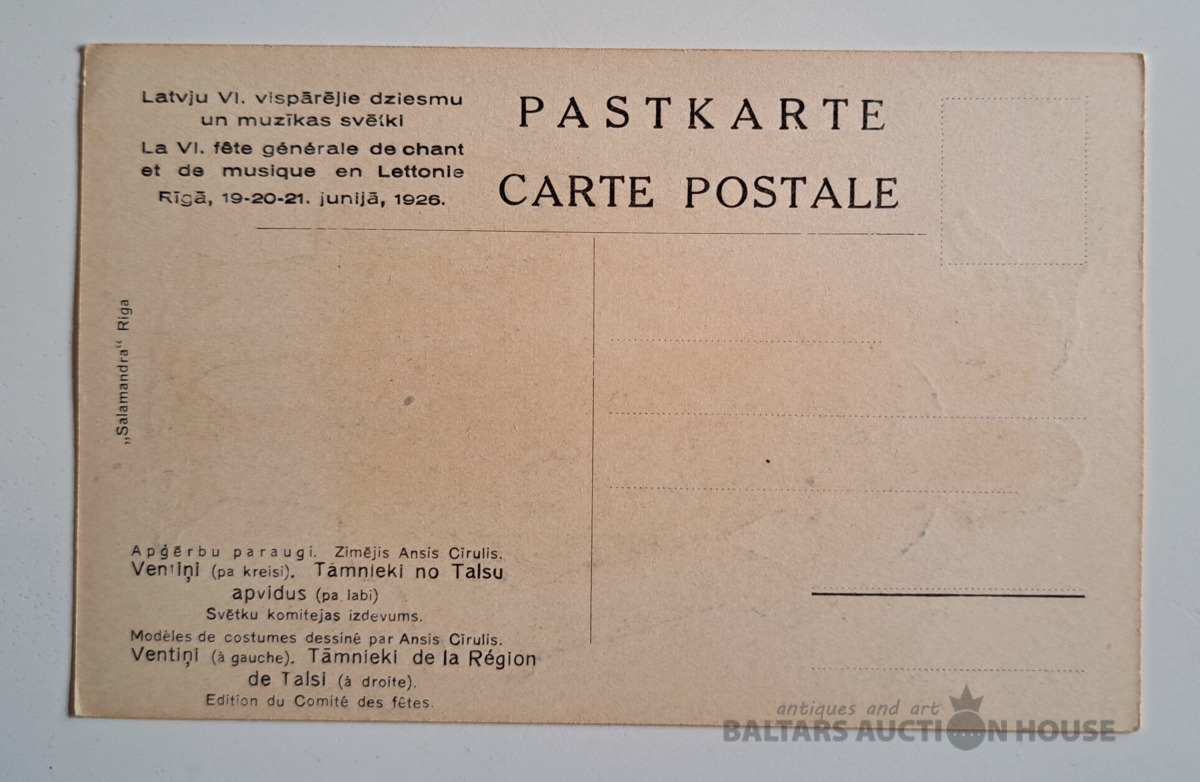 Latvju VI. vispārējie dziesmu
un muzīkas svētki
La VI. fête générale de chant
et de musique en Lettonie
Rīgā, 19-20-21. junijā, 1926.
PASTKARTE
CARTE POSTALE
„Salamandra“ Riga
Apģērbu paraugi. Zīmējis Ansis Cīrulis.
Ventiņi (pa kreisi). Tāmnieki no Talsu
apvidus (pa labi)
Svētku komitejas izdevums.
Modèles de costumes dessiné par Ansis Cīrulis.
Ventiņi (à gauche). Tāmnieki de la Région
de Talsi (à droite).
Edition du Comité des fêtes.
antiques and art
BALTARS AUCTION HOUSE